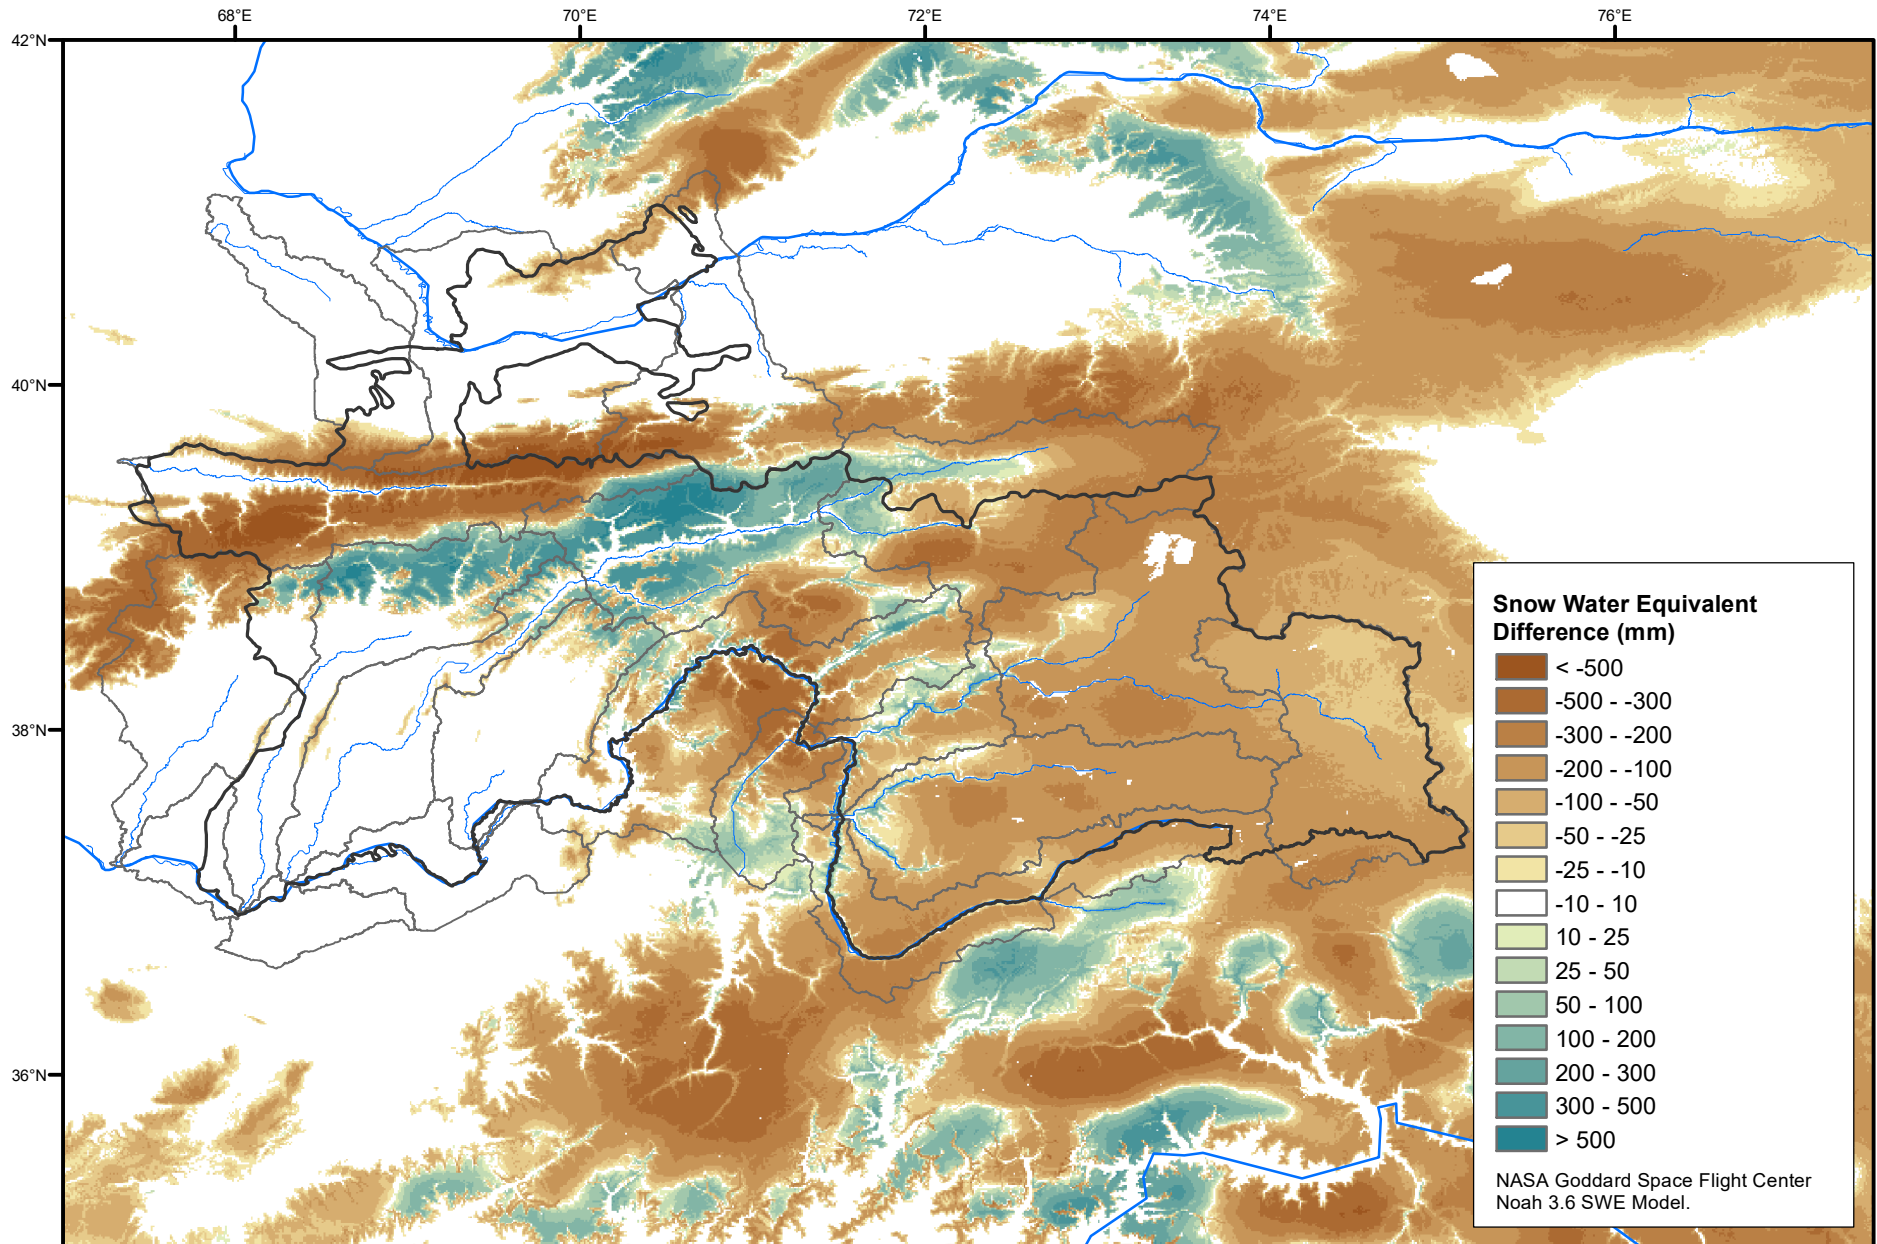 68°E
70°E
72°E
74°E
76°E
42°N
40°N
38°N
36°N
Snow Water Equivalent
Difference (mm)
< -500
-500 - -300
-300 - -200
-200 - -100
-100 - -50
-50 - -25
-25 - -10
-10 - 10
10 - 25
25 - 50
50 - 100
100 - 200
200 - 300
300 - 500
> 500
NASA Goddard Space Flight Center
Noah 3.6 SWE Model.